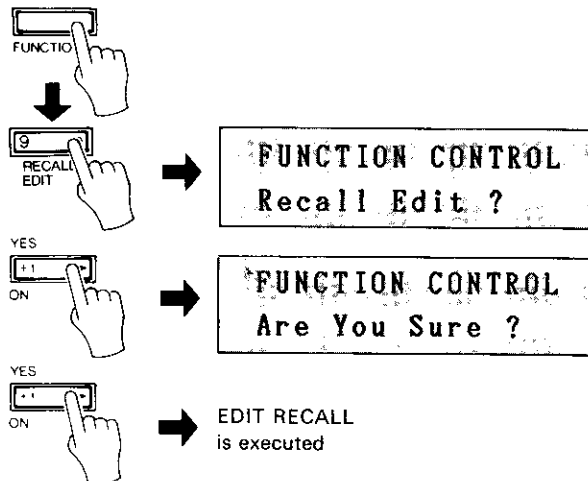 FUNCTIO
9
RECALL
EDIT
FUNCTION CONTROL
Recall Edit ?
YES
+1
ON
FUNCTION CONTROL
Are You Sure ?
YES
+1
ON
EDIT RECALL
is executed